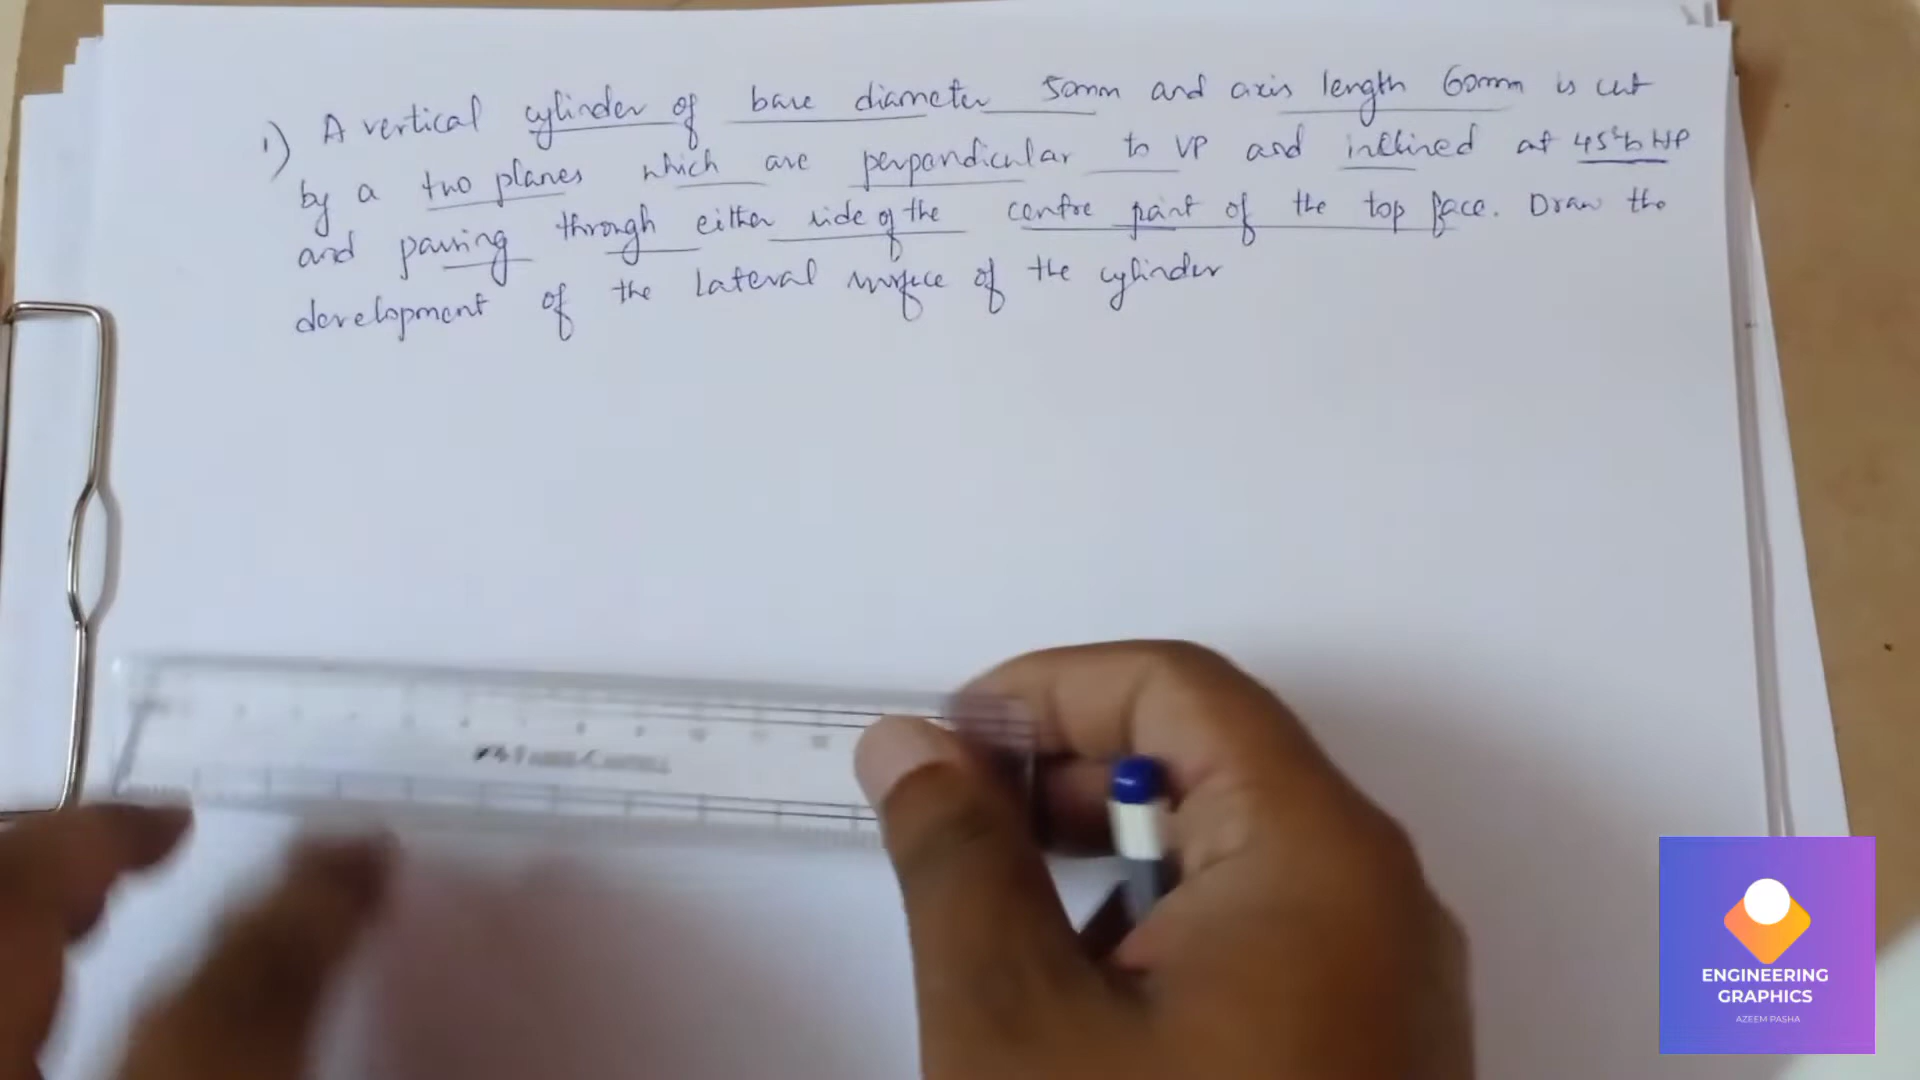 1) A vertical cylinder of base diameter 50mm and axis length 60mm is cut
by a two planes which are perpendicular to VP and inclined at 45° to HP
and passing through either side of the centre point of the top face. Draw the
development of the lateral surface of the cylinder
ENGINEERING
GRAPHICS
AZEEM PASHA